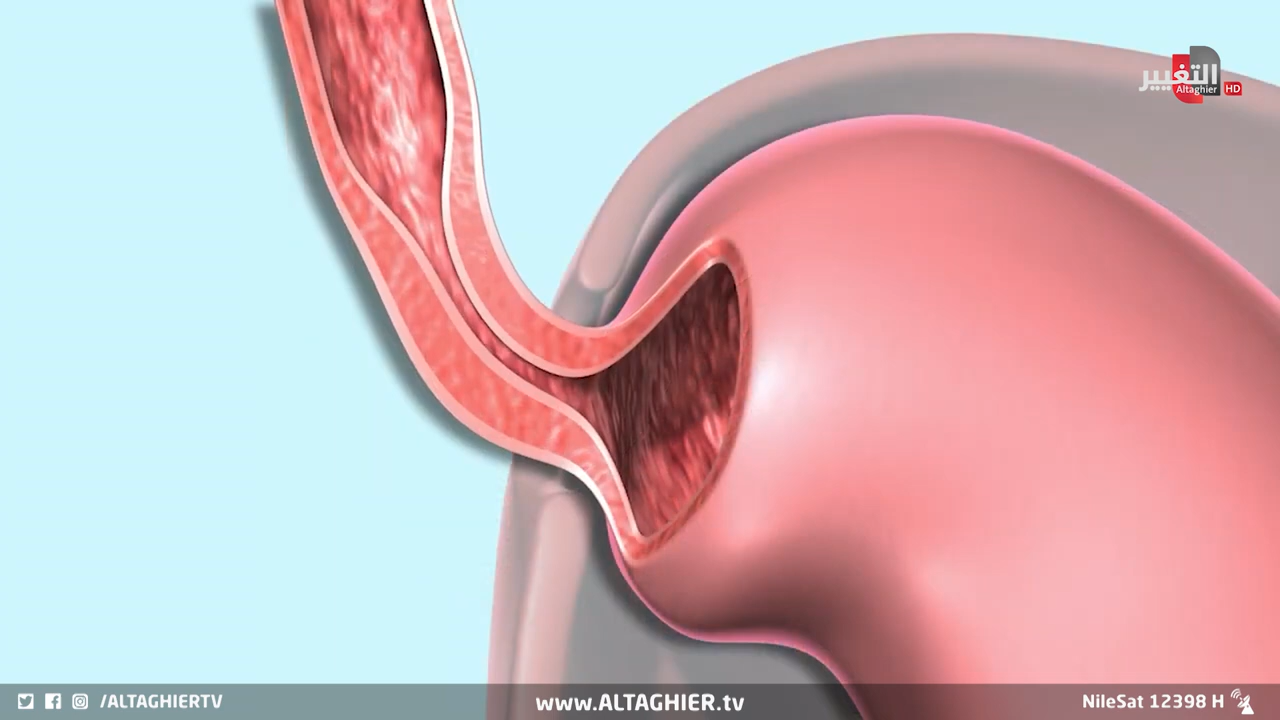 التغيير
Altaghier HD
/ALTAGHIERTV
www.ALTAGHIER.tv
NileSat 12398 H